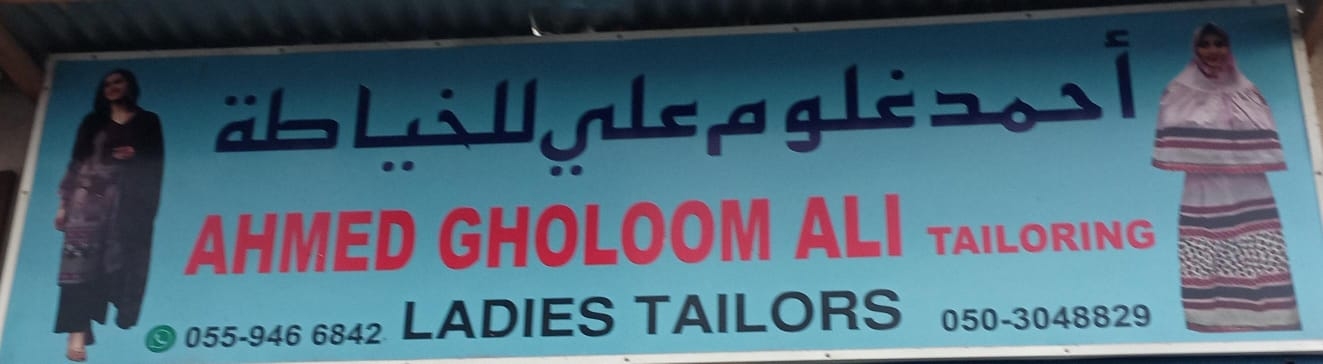 أحمد غلوم علي للخياطة
AHMED GHOLOOM ALI TAILORING
055-946 6842 LADIES TAILORS 050-3048829